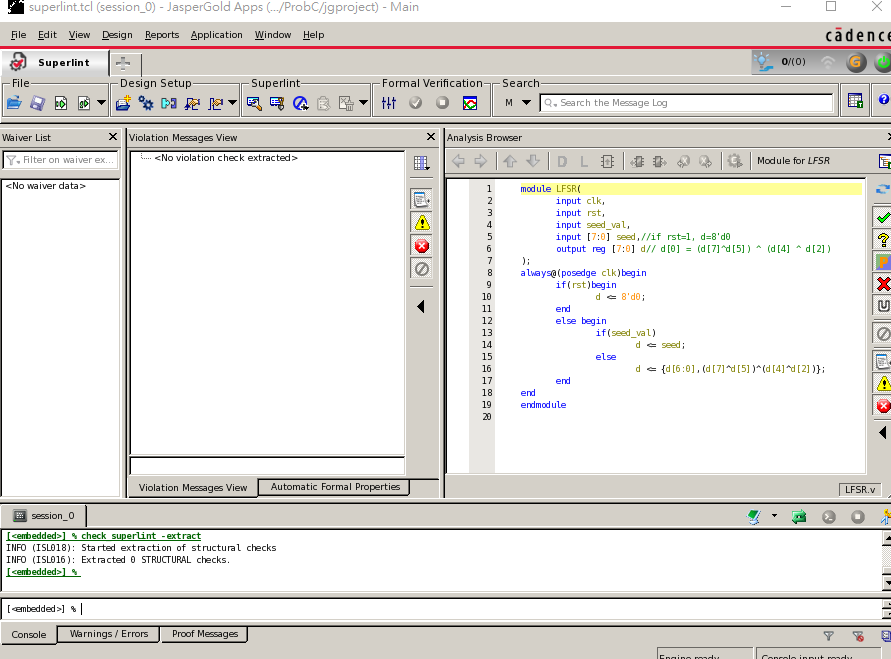 superlint.tcl (session_0) - JasperGold Apps (.../ProbC/jgproject) - Main
File Edit View Design Reports Application Window Help
cādence
Superlint
0/(0)
G
File Design Setup Superlint Formal Verification Search
M
Search the Message Log
Waiver List
Violation Messages View
Analysis Browser
Filter on waiver ex...
<No waiver data>
<No violation check extracted>
D L
Module for LFSR
1 module LFSR(
2 input clk,
3 input rst,
4 input seed_val,
5 input [7:0] seed,//if rst=1, d=8'd0
6 output reg [7:0] d// d[0] = (d[7]^d[5]) ^ (d[4] ^ d[2])
7 );
8 always@(posedge clk)begin
9 if(rst)begin
10 d <= 8'd0;
11 end
12 else begin
13 if(seed_val)
14 d <= seed;
15 else
16 d <= {d[6:0],(d[7]^d[5])^(d[4]^d[2])};
17 end
18 end
19 endmodule
20
Violation Messages View
Automatic Formal Properties
LFSR.v
session_0
[<embedded>] % check superlint -extract
INFO (ISL018): Started extraction of structural checks
INFO (ISL016): Extracted 0 STRUCTURAL checks.
[<embedded>] %
[<embedded>] %
Console
Warnings / Errors
Proof Messages
Engine ready
Console input ready